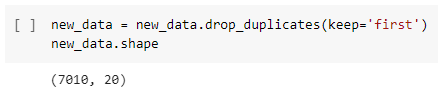 [ ] new_data = new_data.drop_duplicates(keep='first')
new_data.shape
(7010, 20)